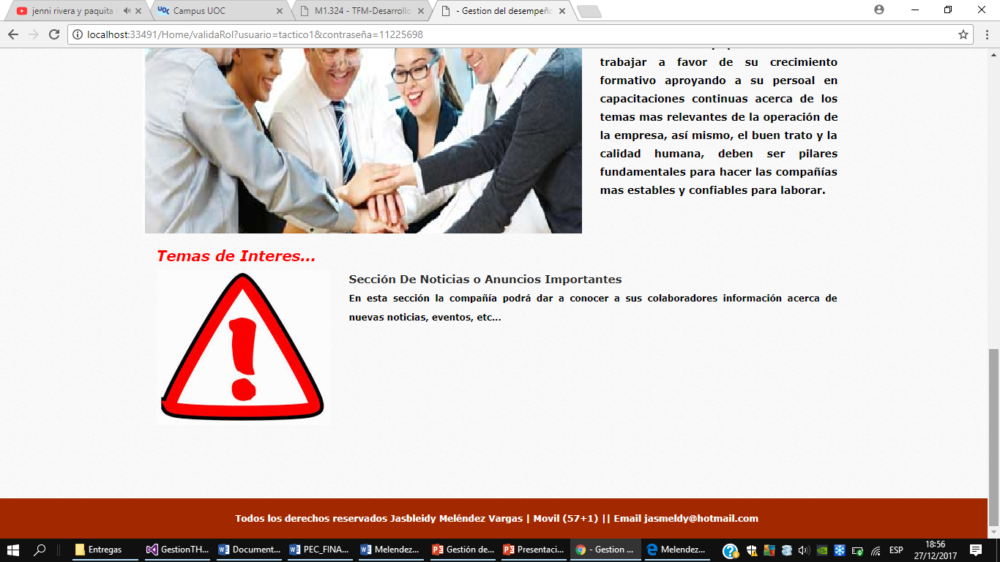 jenni rivera y paquita
Campus UOC
M1.324 - TFM-Desarrollo
- Gestion del desempeño
localhost:33491/Home/validaRol?usuario=tactico1&contraseña=11225698
trabajar a favor de su crecimiento
formativo aproyando a su persoal en
capacitaciones continuas acerca de los
temas mas relevantes de la operación de
la empresa, así mismo, el buen trato y la
calidad humana, deben ser pilares
fundamentales para hacer las compañías
mas estables y confiables para laborar.
Temas de Interes...
Sección De Noticias o Anuncios Importantes
En esta sección la compañía podrá dar a conocer a sus colaboradores información acerca de
nuevas noticias, eventos, etc...
Todos los derechos reservados Jasbleidy Meléndez Vargas | Movil (57+1) || Email jasmeldy@hotmail.com
Entregas
GestionTH...
Document...
PEC_FINA...
Melendez...
Gestión de...
Presentaci...
- Gestion ...
Melendez...
ESP
18:56
27/12/2017